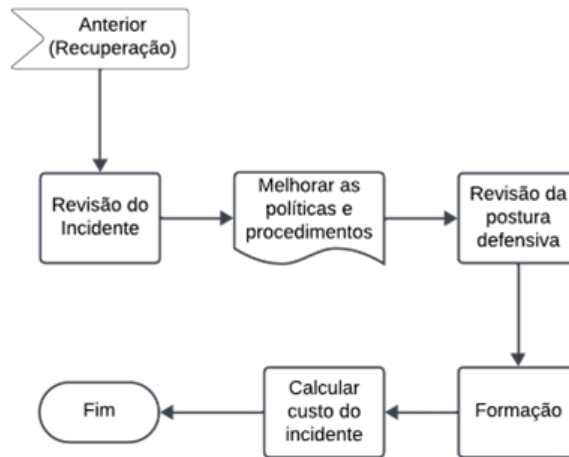 Anterior
(Recuperação)
Revisão do
Incidente
Melhorar as
políticas e
procedimentos
Revisão da
postura
defensiva
Formação
Calcular
custo do
incidente
Fim